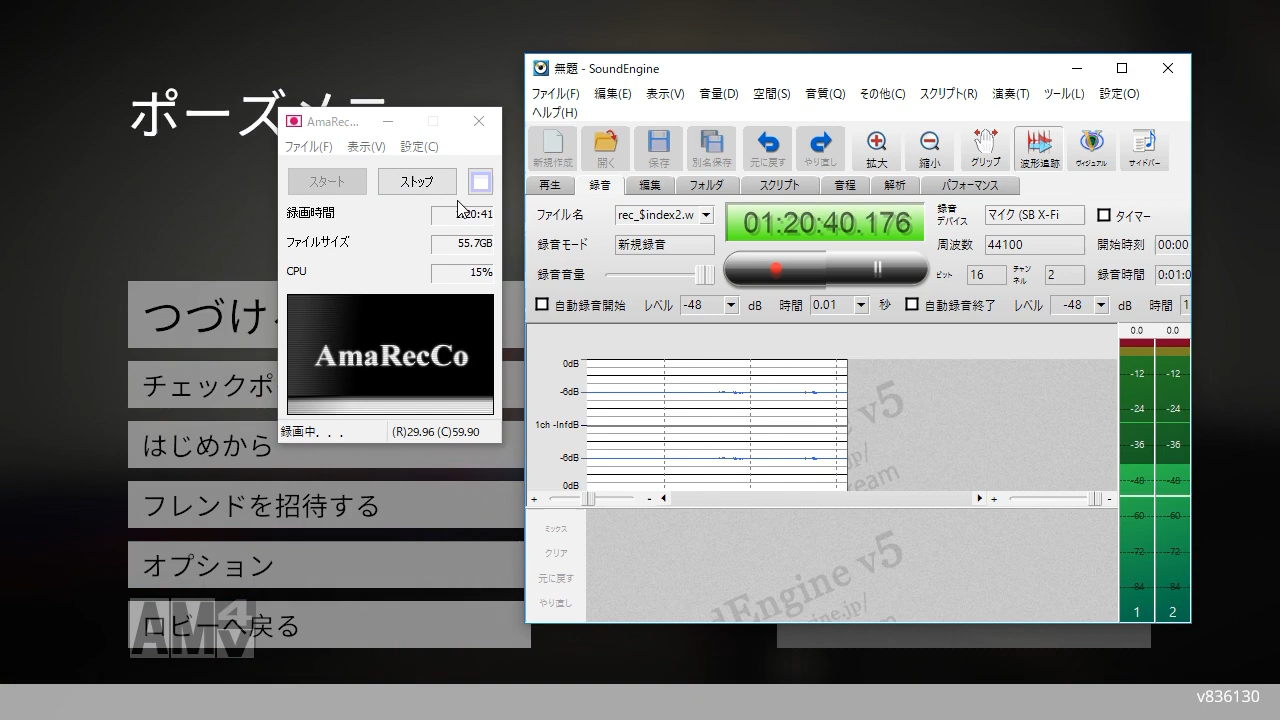 ポーズメニ
つづける
チェックポ
はじめから
フレンドを招待する
オプション
ロビーへ戻る
AMV4
v836130
AmaRec...
ファイル(F) 表示(V) 設定(C)
スタート ストップ
録画時間 1:20:41
ファイルサイズ 55.7GB
CPU 15%
AmaRecCo
録画中．．． (R)29.96 (C)59.90
無題 - SoundEngine
ファイル(F) 編集(E) 表示(V) 音量(D) 空間(S) 音質(Q) その他(C) スクリプト(R) 演奏(T) ツール(L) 設定(O)
ヘルプ(H)
新規作成 開く 保存 別名保存 元に戻す やり直し 拡大 縮小 グリップ 波形追跡 ヴィジュアル サイドバー
再生 録音 編集 フォルダ スクリプト 音程 解析 パフォーマンス
ファイル名 rec_$index2.w 01:20:40.176 録音デバイス マイク (SB X-Fi タイマー
録音モード 新規録音 周波数 44100 開始時刻 00:00
録音音量 ビット 16 チャンネル 2 録音時間 0:01:0
自動録音開始 レベル -48 dB 時間 0.01 秒 自動録音終了 レベル -48 dB 時間 1
0.0 0.0
0dB
-6dB
1ch -InfdB
-6dB
0dB
-12 -12
-24 -24
-36 -36
-48 -48
-60 -60
-72 -72
-84 -84
1 2
+ - + -
ミックス
クリア
元に戻す
やり直し
v5
.jp/
ream
dEngine v5
ine.jp/